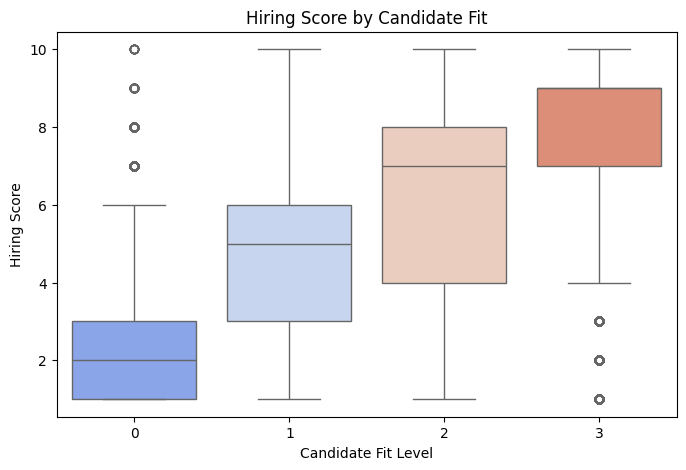 Hiring Score by Candidate Fit
10
8
6
4
2
Hiring Score
0 1 2 3
Candidate Fit Level